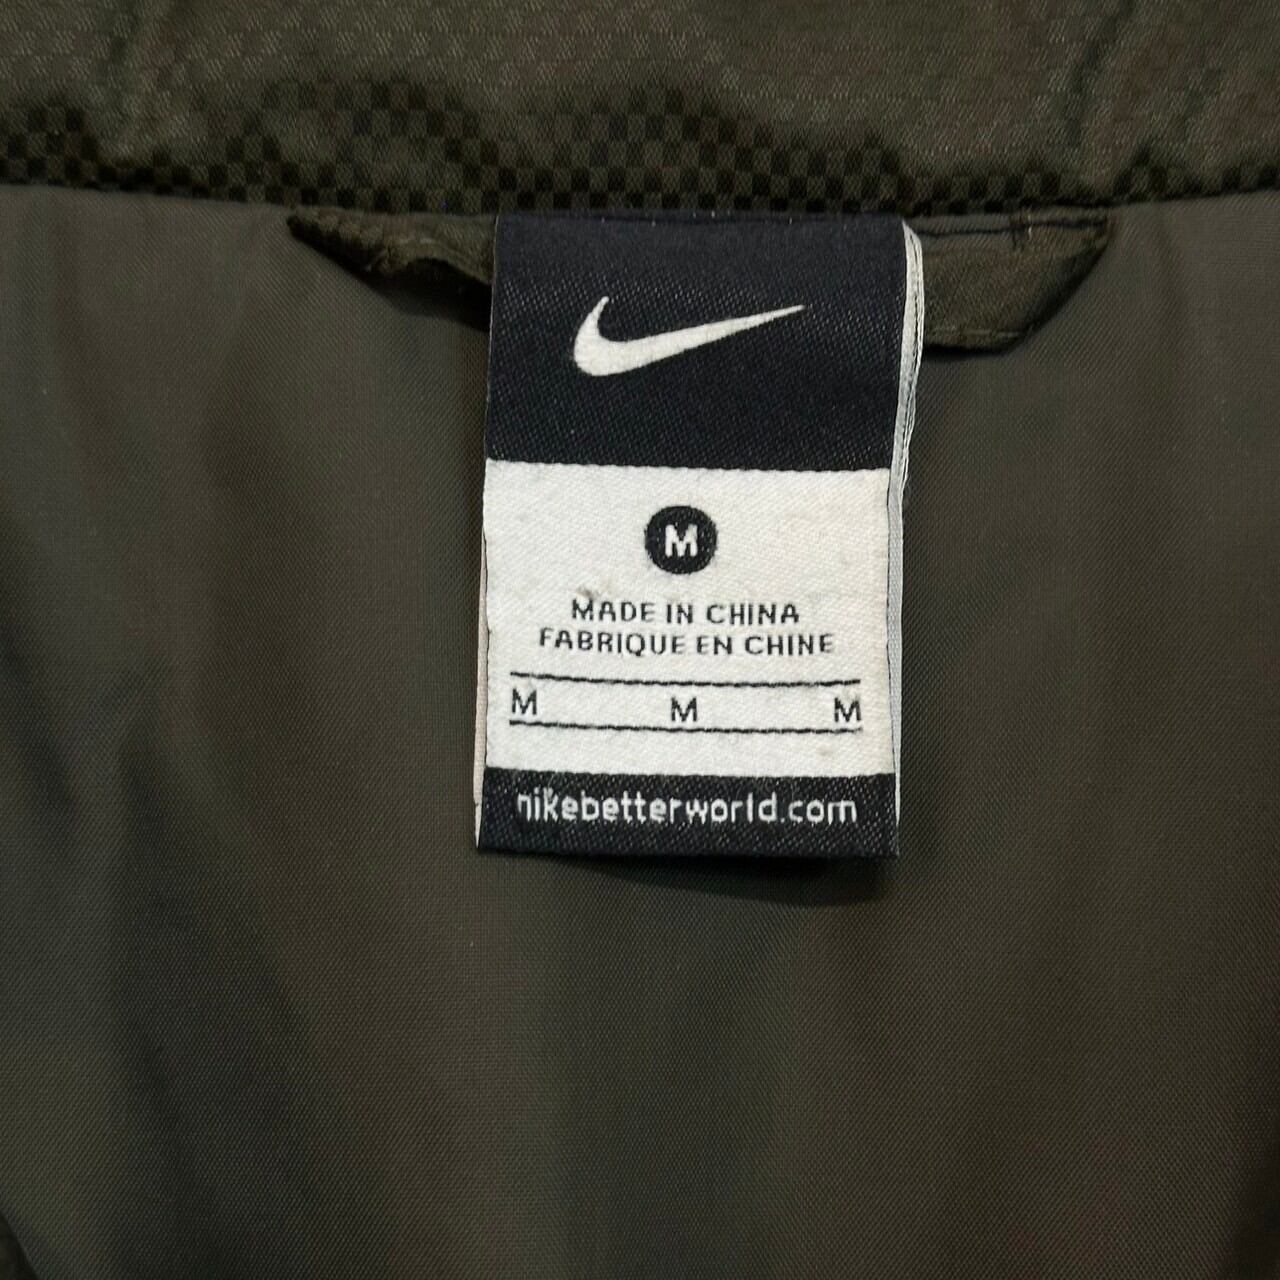 M
MADE IN CHINA
FABRIQUE EN CHINE
M M M
nikebetterworld.com